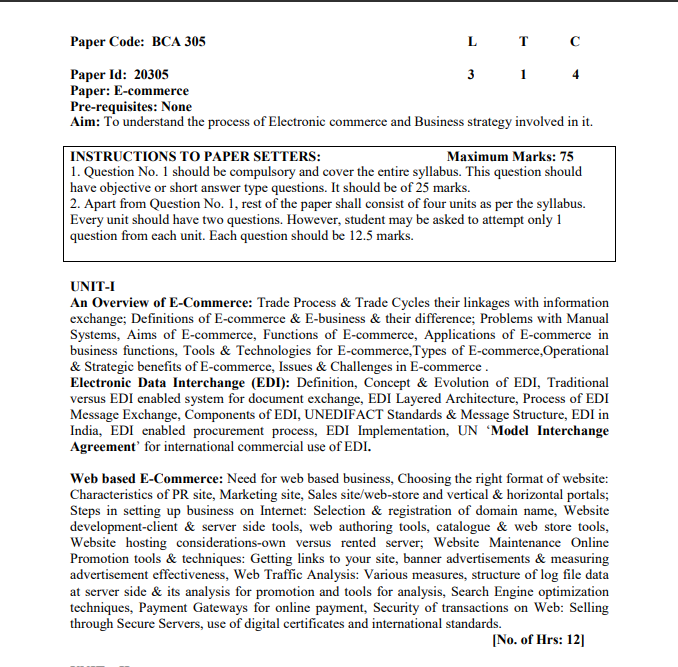 Paper Code: BCA 305 L T C
Paper Id: 20305 3 1 4
Paper: E-commerce
Pre-requisites: None
Aim: To understand the process of Electronic commerce and Business strategy involved in it.
INSTRUCTIONS TO PAPER SETTERS: Maximum Marks: 75
1. Question No. 1 should be compulsory and cover the entire syllabus. This question should
have objective or short answer type questions. It should be of 25 marks.
2. Apart from Question No. 1, rest of the paper shall consist of four units as per the syllabus.
Every unit should have two questions. However, student may be asked to attempt only 1
question from each unit. Each question should be 12.5 marks.
UNIT-I
An Overview of E-Commerce: Trade Process & Trade Cycles their linkages with information
exchange; Definitions of E-commerce & E-business & their difference; Problems with Manual
Systems, Aims of E-commerce, Functions of E-commerce, Applications of E-commerce in
business functions, Tools & Technologies for E-commerce,Types of E-commerce,Operational
& Strategic benefits of E-commerce, Issues & Challenges in E-commerce .
Electronic Data Interchange (EDI): Definition, Concept & Evolution of EDI, Traditional
versus EDI enabled system for document exchange, EDI Layered Architecture, Process of EDI
Message Exchange, Components of EDI, UNEDIFACT Standards & Message Structure, EDI in
India, EDI enabled procurement process, EDI Implementation, UN ‘Model Interchange
Agreement’ for international commercial use of EDI.
Web based E-Commerce: Need for web based business, Choosing the right format of website:
Characteristics of PR site, Marketing site, Sales site/web-store and vertical & horizontal portals;
Steps in setting up business on Internet: Selection & registration of domain name, Website
development-client & server side tools, web authoring tools, catalogue & web store tools,
Website hosting considerations-own versus rented server; Website Maintenance Online
Promotion tools & techniques: Getting links to your site, banner advertisements & measuring
advertisement effectiveness, Web Traffic Analysis: Various measures, structure of log file data
at server side & its analysis for promotion and tools for analysis, Search Engine optimization
techniques, Payment Gateways for online payment, Security of transactions on Web: Selling
through Secure Servers, use of digital certificates and international standards.
[No. of Hrs: 12]